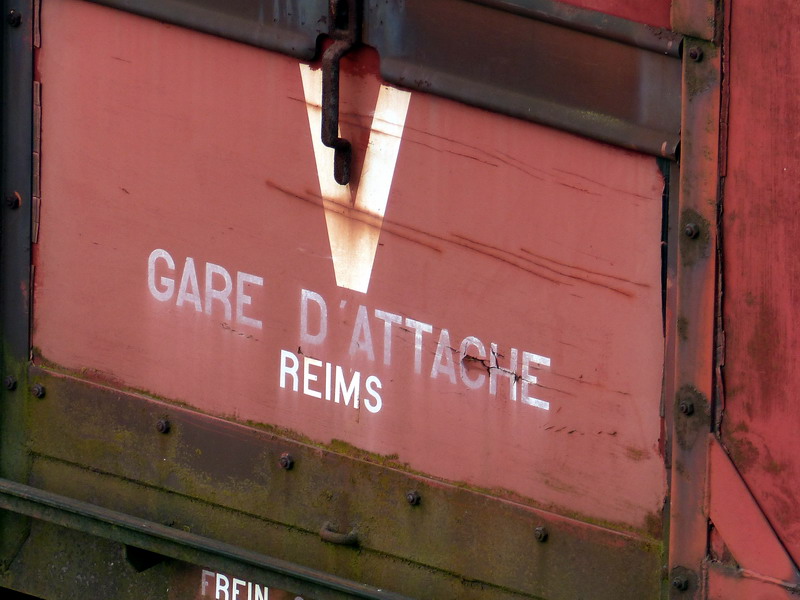 V
GARE D'ATTACHE
REIMS
FREIN